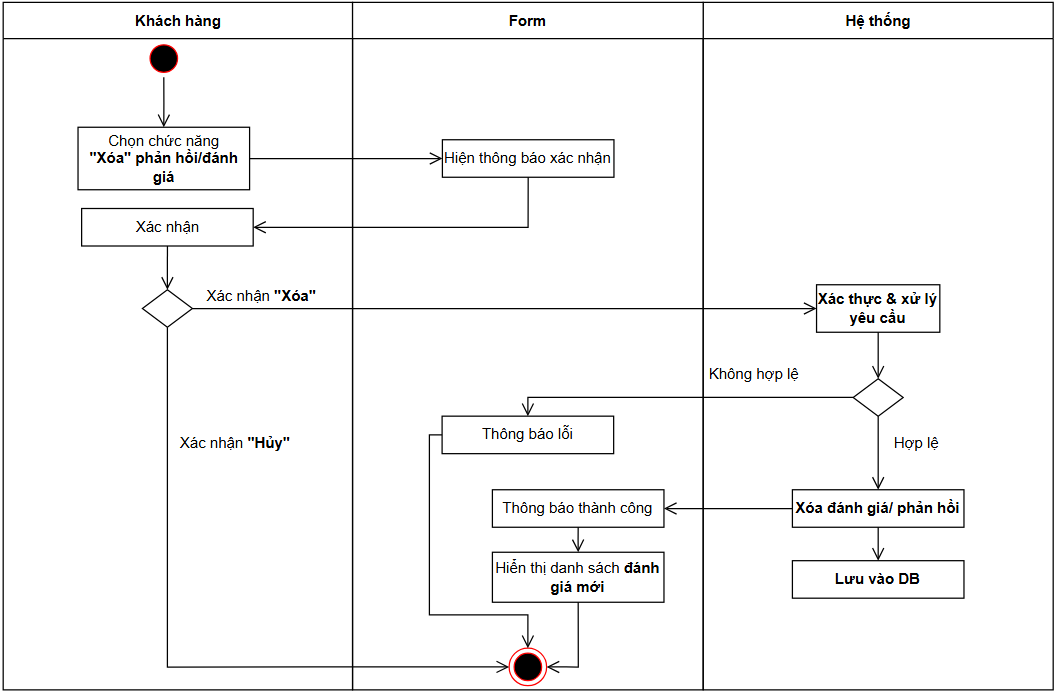 Khách hàng
Form
Hệ thống
Chọn chức năng
"Xóa" phản hồi/đánh
giá
Hiện thông báo xác nhận
Xác nhận
Xác nhận "Xóa"
Xác thực & xử lý
yêu cầu
Không hợp lệ
Thông báo lỗi
Xác nhận "Hủy"
Hợp lệ
Thông báo thành công
Xóa đánh giá/ phản hồi
Hiển thị danh sách đánh
giá mới
Lưu vào DB